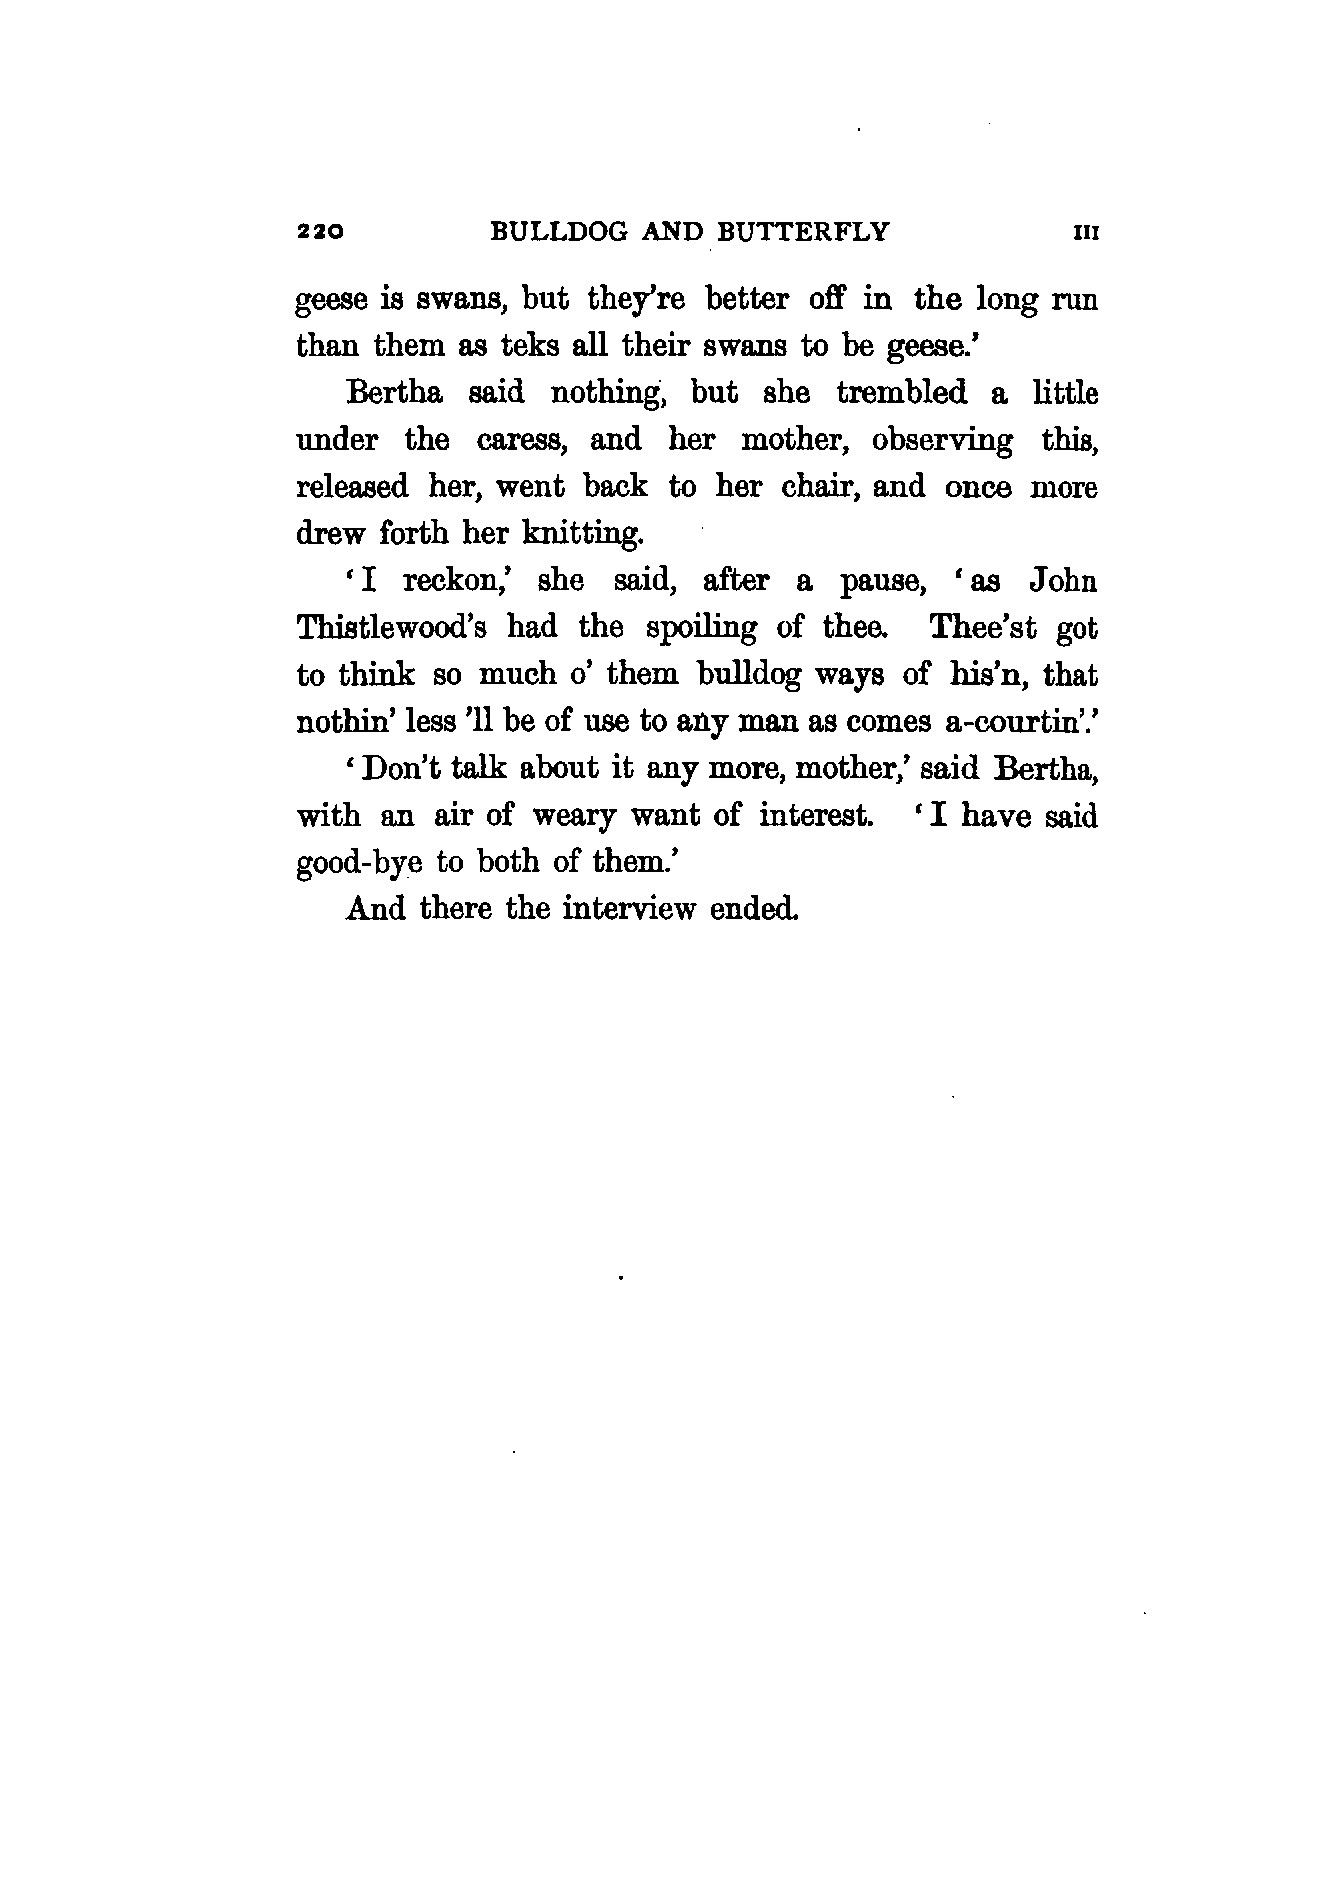 220 BULLDOG AND BUTTERFLY III
geese is swans, but they're better off in the long run
than them as teks all their swans to be geese.'
Bertha said nothing, but she trembled a little
under the caress, and her mother, observing this,
released her, went back to her chair, and once more
drew forth her knitting.
'I reckon,' she said, after a pause, 'as John
Thistlewood's had the spoiling of thee. Thee'st got
to think so much o' them bulldog ways of his'n, that
nothin' less 'll be of use to any man as comes a-courtin'.'
'Don't talk about it any more, mother,' said Bertha,
with an air of weary want of interest. 'I have said
good-bye to both of them.'
And there the interview ended.